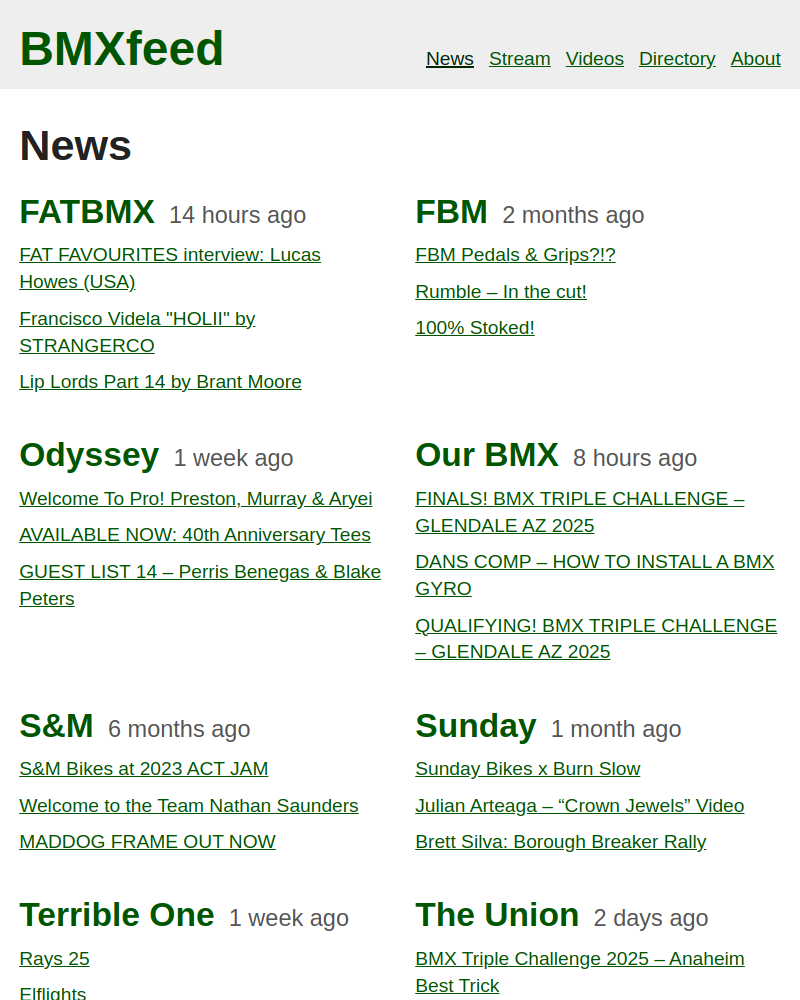 BMXfeed
News Stream Videos Directory About
News
FATBMX 14 hours ago
FAT FAVOURITES interview: Lucas
Howes (USA)
Francisco Videla "HOLII" by
STRANGERCO
Lip Lords Part 14 by Brant Moore
FBM 2 months ago
FBM Pedals & Grips?!?
Rumble – In the cut!
100% Stoked!
Odyssey 1 week ago
Welcome To Pro! Preston, Murray & Aryei
AVAILABLE NOW: 40th Anniversary Tees
GUEST LIST 14 – Perris Benegas & Blake
Peters
Our BMX 8 hours ago
FINALS! BMX TRIPLE CHALLENGE –
GLENDALE AZ 2025
DANS COMP – HOW TO INSTALL A BMX
GYRO
QUALIFYING! BMX TRIPLE CHALLENGE
– GLENDALE AZ 2025
S&M 6 months ago
S&M Bikes at 2023 ACT JAM
Welcome to the Team Nathan Saunders
MADDOG FRAME OUT NOW
Sunday 1 month ago
Sunday Bikes x Burn Slow
Julian Arteaga – “Crown Jewels” Video
Brett Silva: Borough Breaker Rally
Terrible One 1 week ago
Rays 25
Elflights
The Union 2 days ago
BMX Triple Challenge 2025 – Anaheim
Best Trick